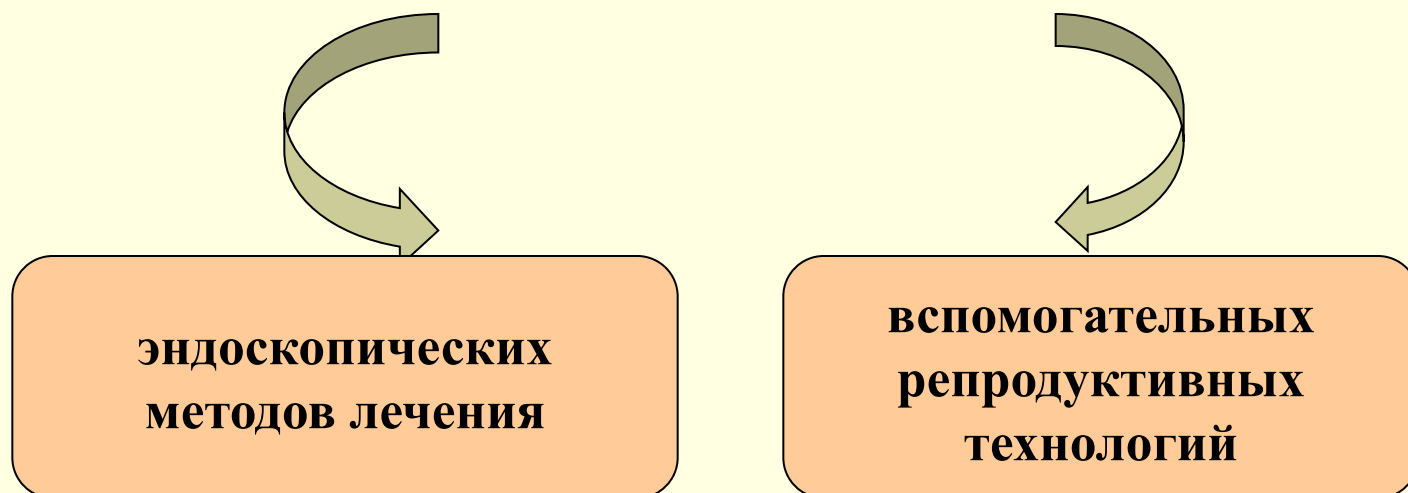 эндоскопических
методов лечения
вспомогательных
репродуктивных
технологий